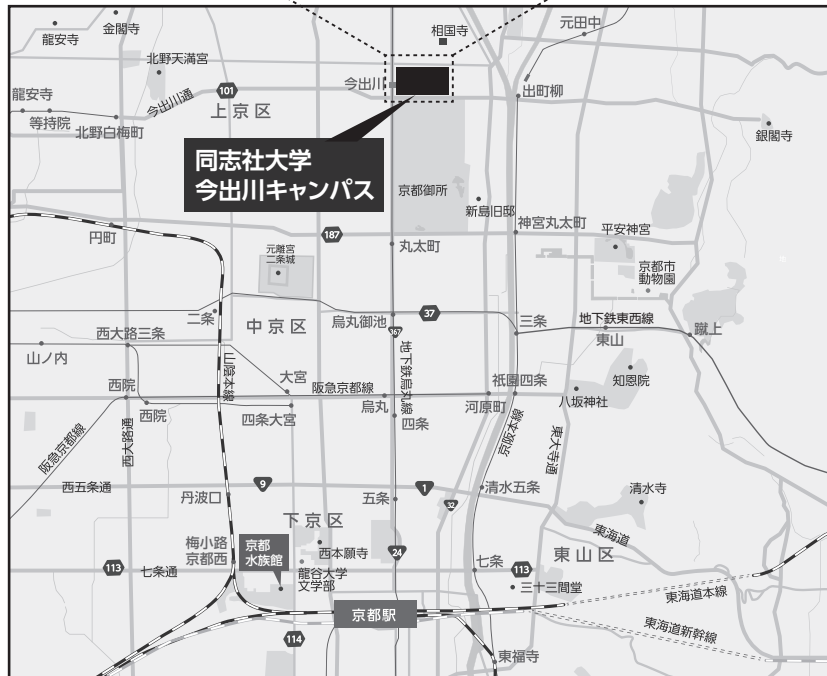 元田中
金閣寺
相国寺
龍安寺
北野天満宮
今出川
出町柳
101
龍安寺
今出川通
上京区
等持院
北野白梅町
銀閣寺
同志社大学
今出川キャンパス
京都御所
新島旧邸
神宮丸太町
平安神宮
187
円町
丸太町
元離宮
二条城
京都市
動物園
二条
中京区
烏丸御池
37
三条
地下鉄東西線
蹴上
367
東山
西大路三条
山ノ内
山陰本線
地下鉄烏丸線
大宮
阪急京都線
祇園四条
知恩院
西院
烏丸
河原町
八坂神社
西院
四条大宮
四条
京阪本線
東大寺通
西大路通
阪急京都線
9
1
西五条通
丹波口
五条
32
清水五条
清水寺
下京区
東海道
梅小路
京都西
京都
水族館
西本願寺
24
東山区
113
七条通
龍谷大学
文学部
七条
113
三十三間堂
東海道本線
京都駅
東海道新幹線
114
東福寺